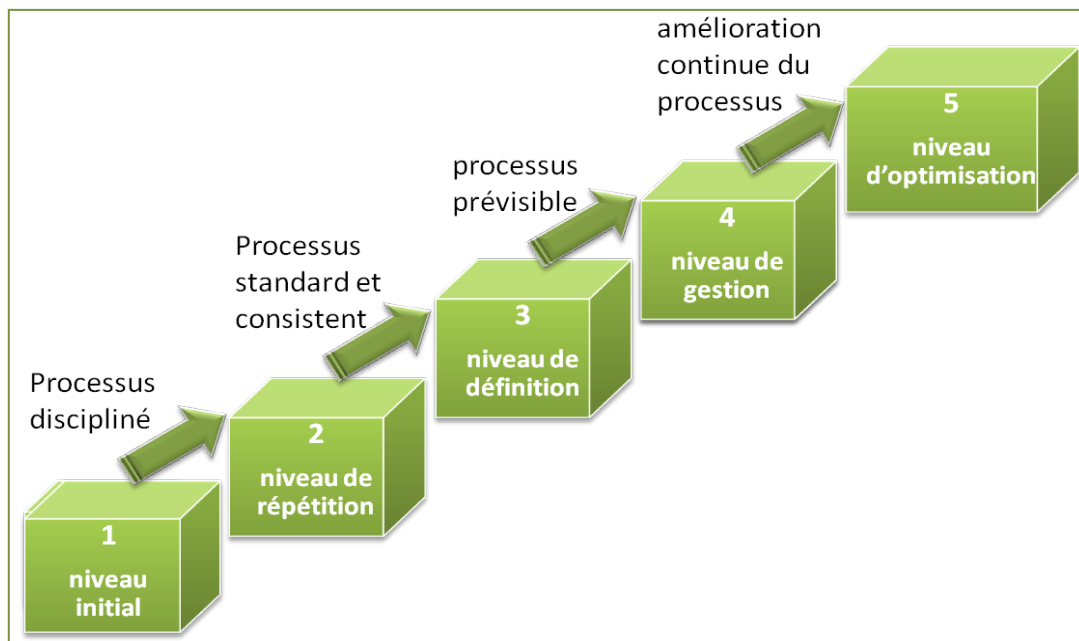 amélioration
continue du
processus
5
niveau
d'optimisation
processus
prévisible
4
niveau de
gestion
Processus
standard et
consistent
3
niveau de
définition
Processus
discipliné
2
niveau de
répétition
1
niveau
initial